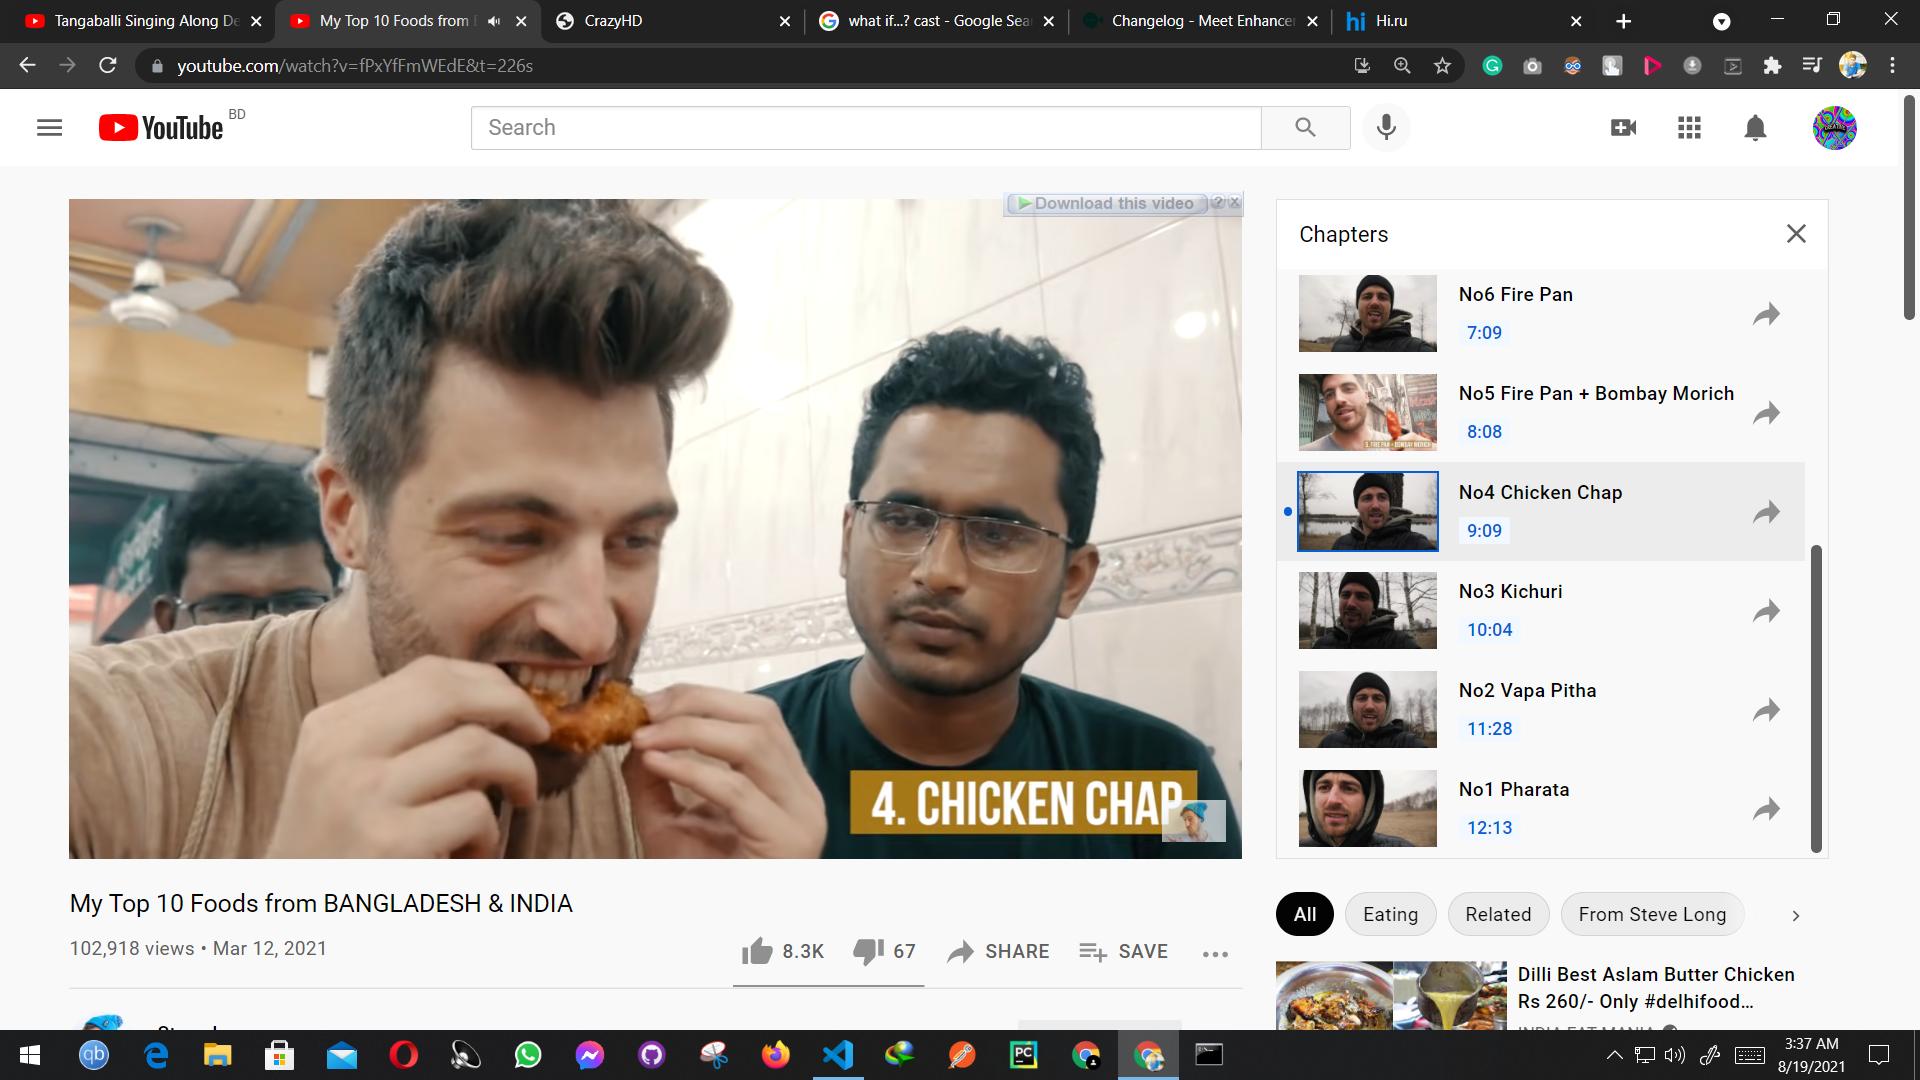 Tangaballi Singing Along De
My Top 10 Foods from
CrazyHD
what if...? cast - Google Sea
Changelog - Meet Enhancer
Hi.ru
youtube.com/watch?v=fPxYfFmWEdE&t=226s
YouTube BD
Search
Download this video
4. CHICKEN CHAP
Chapters
No6 Fire Pan
7:09
No5 Fire Pan + Bombay Morich
8:08
No4 Chicken Chap
9:09
No3 Kichuri
10:04
No2 Vapa Pitha
11:28
No1 Pharata
12:13
My Top 10 Foods from BANGLADESH & INDIA
102,918 views • Mar 12, 2021
8.3K
67
SHARE
SAVE
All
Eating
Related
From Steve Long
Dilli Best Aslam Butter Chicken
Rs 260/- Only #delhifood...
INDIA EAT MANIA
3:37 AM
8/19/2021